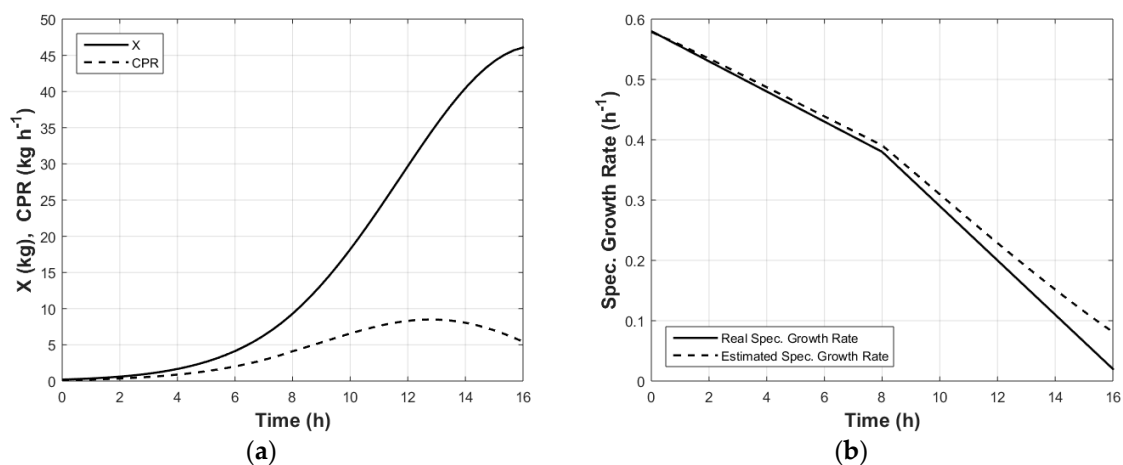 50
45
40
35
30
25
20
15
10
5
0
X (kg), CPR (kg h⁻¹)
X
CPR
0 2 4 6 8 10 12 14 16
Time (h)
(a)
0.6
0.5
0.4
0.3
0.2
0.1
0
Spec. Growth Rate (h⁻¹)
Real Spec. Growth Rate
Estimated Spec. Growth Rate
0 2 4 6 8 10 12 14 16
Time (h)
(b)